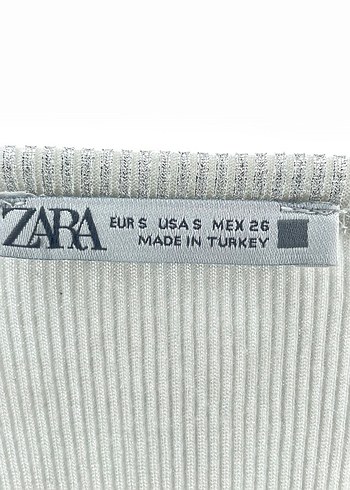 ZARA
EUR S USA S MEX 26
MADE IN TURKEY